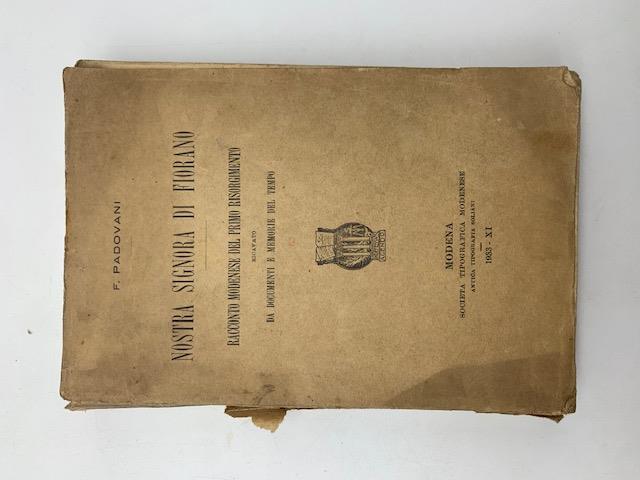 F. PADOVANI
NOSTRA SIGNORA DI FIORANO
RACCONTO MODENESE DEL PRIMO RISORGIMENTO
RICAVATO
DA DOCUMENTI E MEMORIE DEL TEMPO
MODENA
SOCIETÀ TIPOGRAFICA MODENESE
ANTICA TIPOGRAFIA SOLIANI
1933 - XI